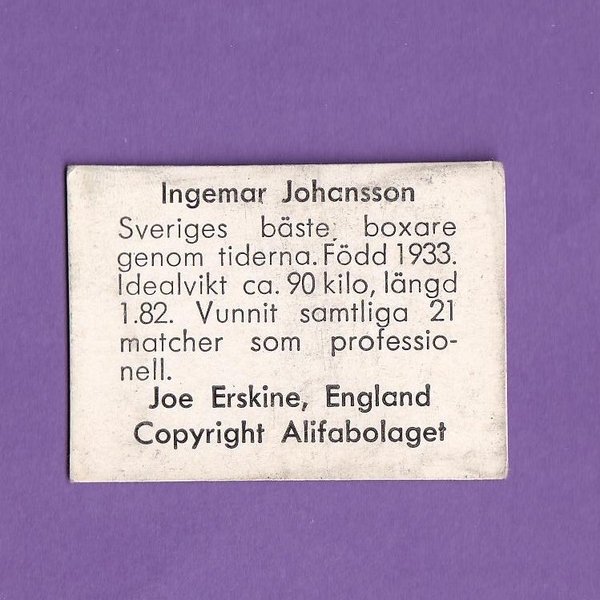 Ingemar Johansson
Sveriges bäste boxare
genom tiderna. Född 1933.
Idealvikt ca. 90 kilo, längd
1.82. Vunnit samtliga 21
matcher som professio-
nell.
Joe Erskine, England
Copyright Alifabolaget